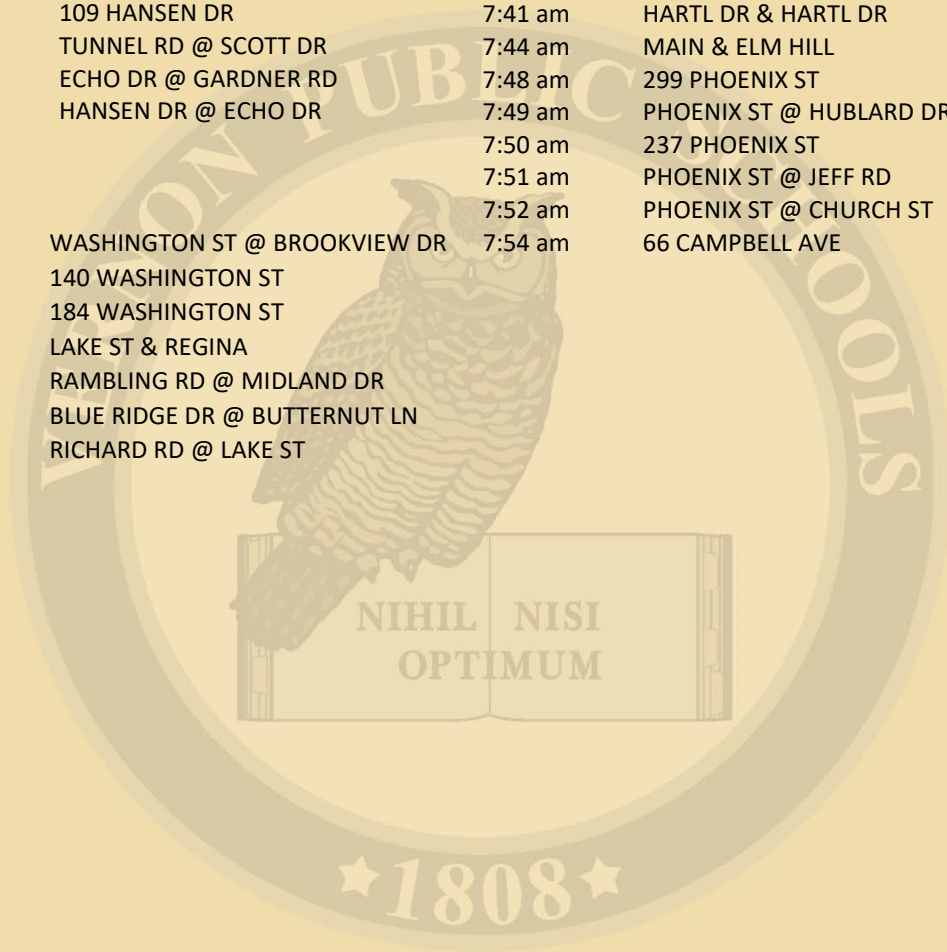 109 HANSEN DR 7:41 am HARTL DR & HARTL DR
TUNNEL RD @ SCOTT DR 7:44 am MAIN & ELM HILL
ECHO DR @ GARDNER RD 7:48 am 299 PHOENIX ST
HANSEN DR @ ECHO DR 7:49 am PHOENIX ST @ HUBLARD DR
7:50 am 237 PHOENIX ST
7:51 am PHOENIX ST @ JEFF RD
7:52 am PHOENIX ST @ CHURCH ST
WASHINGTON ST @ BROOKVIEW DR 7:54 am 66 CAMPBELL AVE
140 WASHINGTON ST
184 WASHINGTON ST
LAKE ST & REGINA
RAMBLING RD @ MIDLAND DR
BLUE RIDGE DR @ BUTTERNUT LN
RICHARD RD @ LAKE ST
VERNON PUBLIC SCHOOLS
NIHIL NISI
OPTIMUM
1808